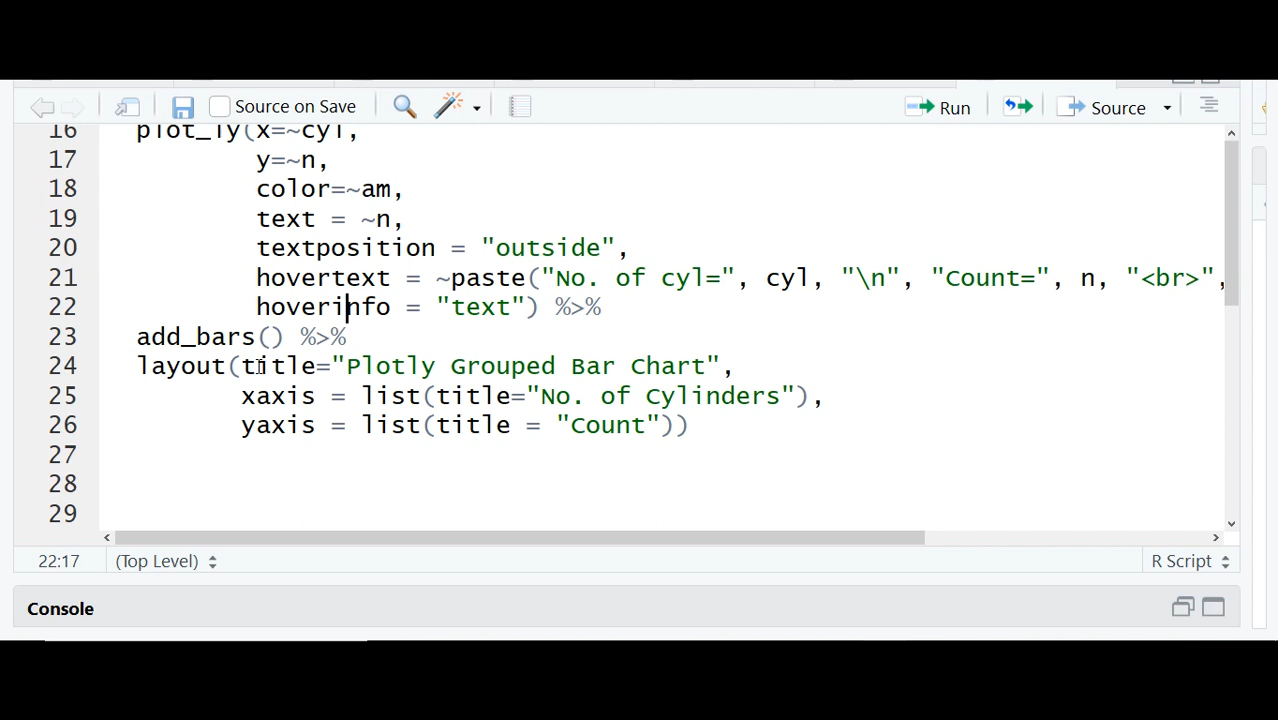 Source on Save
Run
Source
16 plot_ly(x=~cyl,
17 y=~n,
18 color=~am,
19 text = ~n,
20 textposition = "outside",
21 hovertext = ~paste("No. of cyl=", cyl, "\n", "Count=", n, "<br>",
22 hoverinfo = "text") %>%
23 add_bars() %>%
24 layout(title="Plotly Grouped Bar Chart",
25 xaxis = list(title="No. of Cylinders"),
26 yaxis = list(title = "Count"))
27
28
29
22:17 (Top Level) R Script
Console